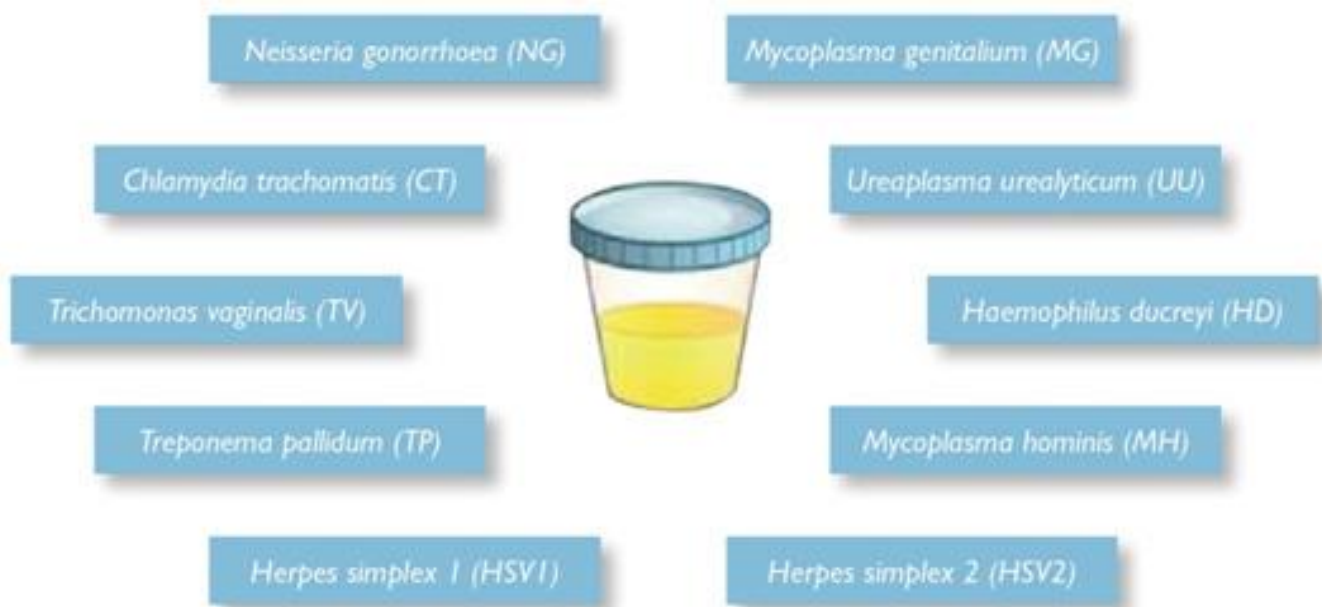 Neisseria gonorrhoea (NG)
Mycoplasma genitalium (MG)
Chlamydia trachomatis (CT)
Ureaplasma urealyticum (UU)
Trichomonas vaginalis (TV)
Haemophilus ducreyi (HD)
Treponema pallidum (TP)
Mycoplasma hominis (MH)
Herpes simplex 1 (HSV1)
Herpes simplex 2 (HSV2)